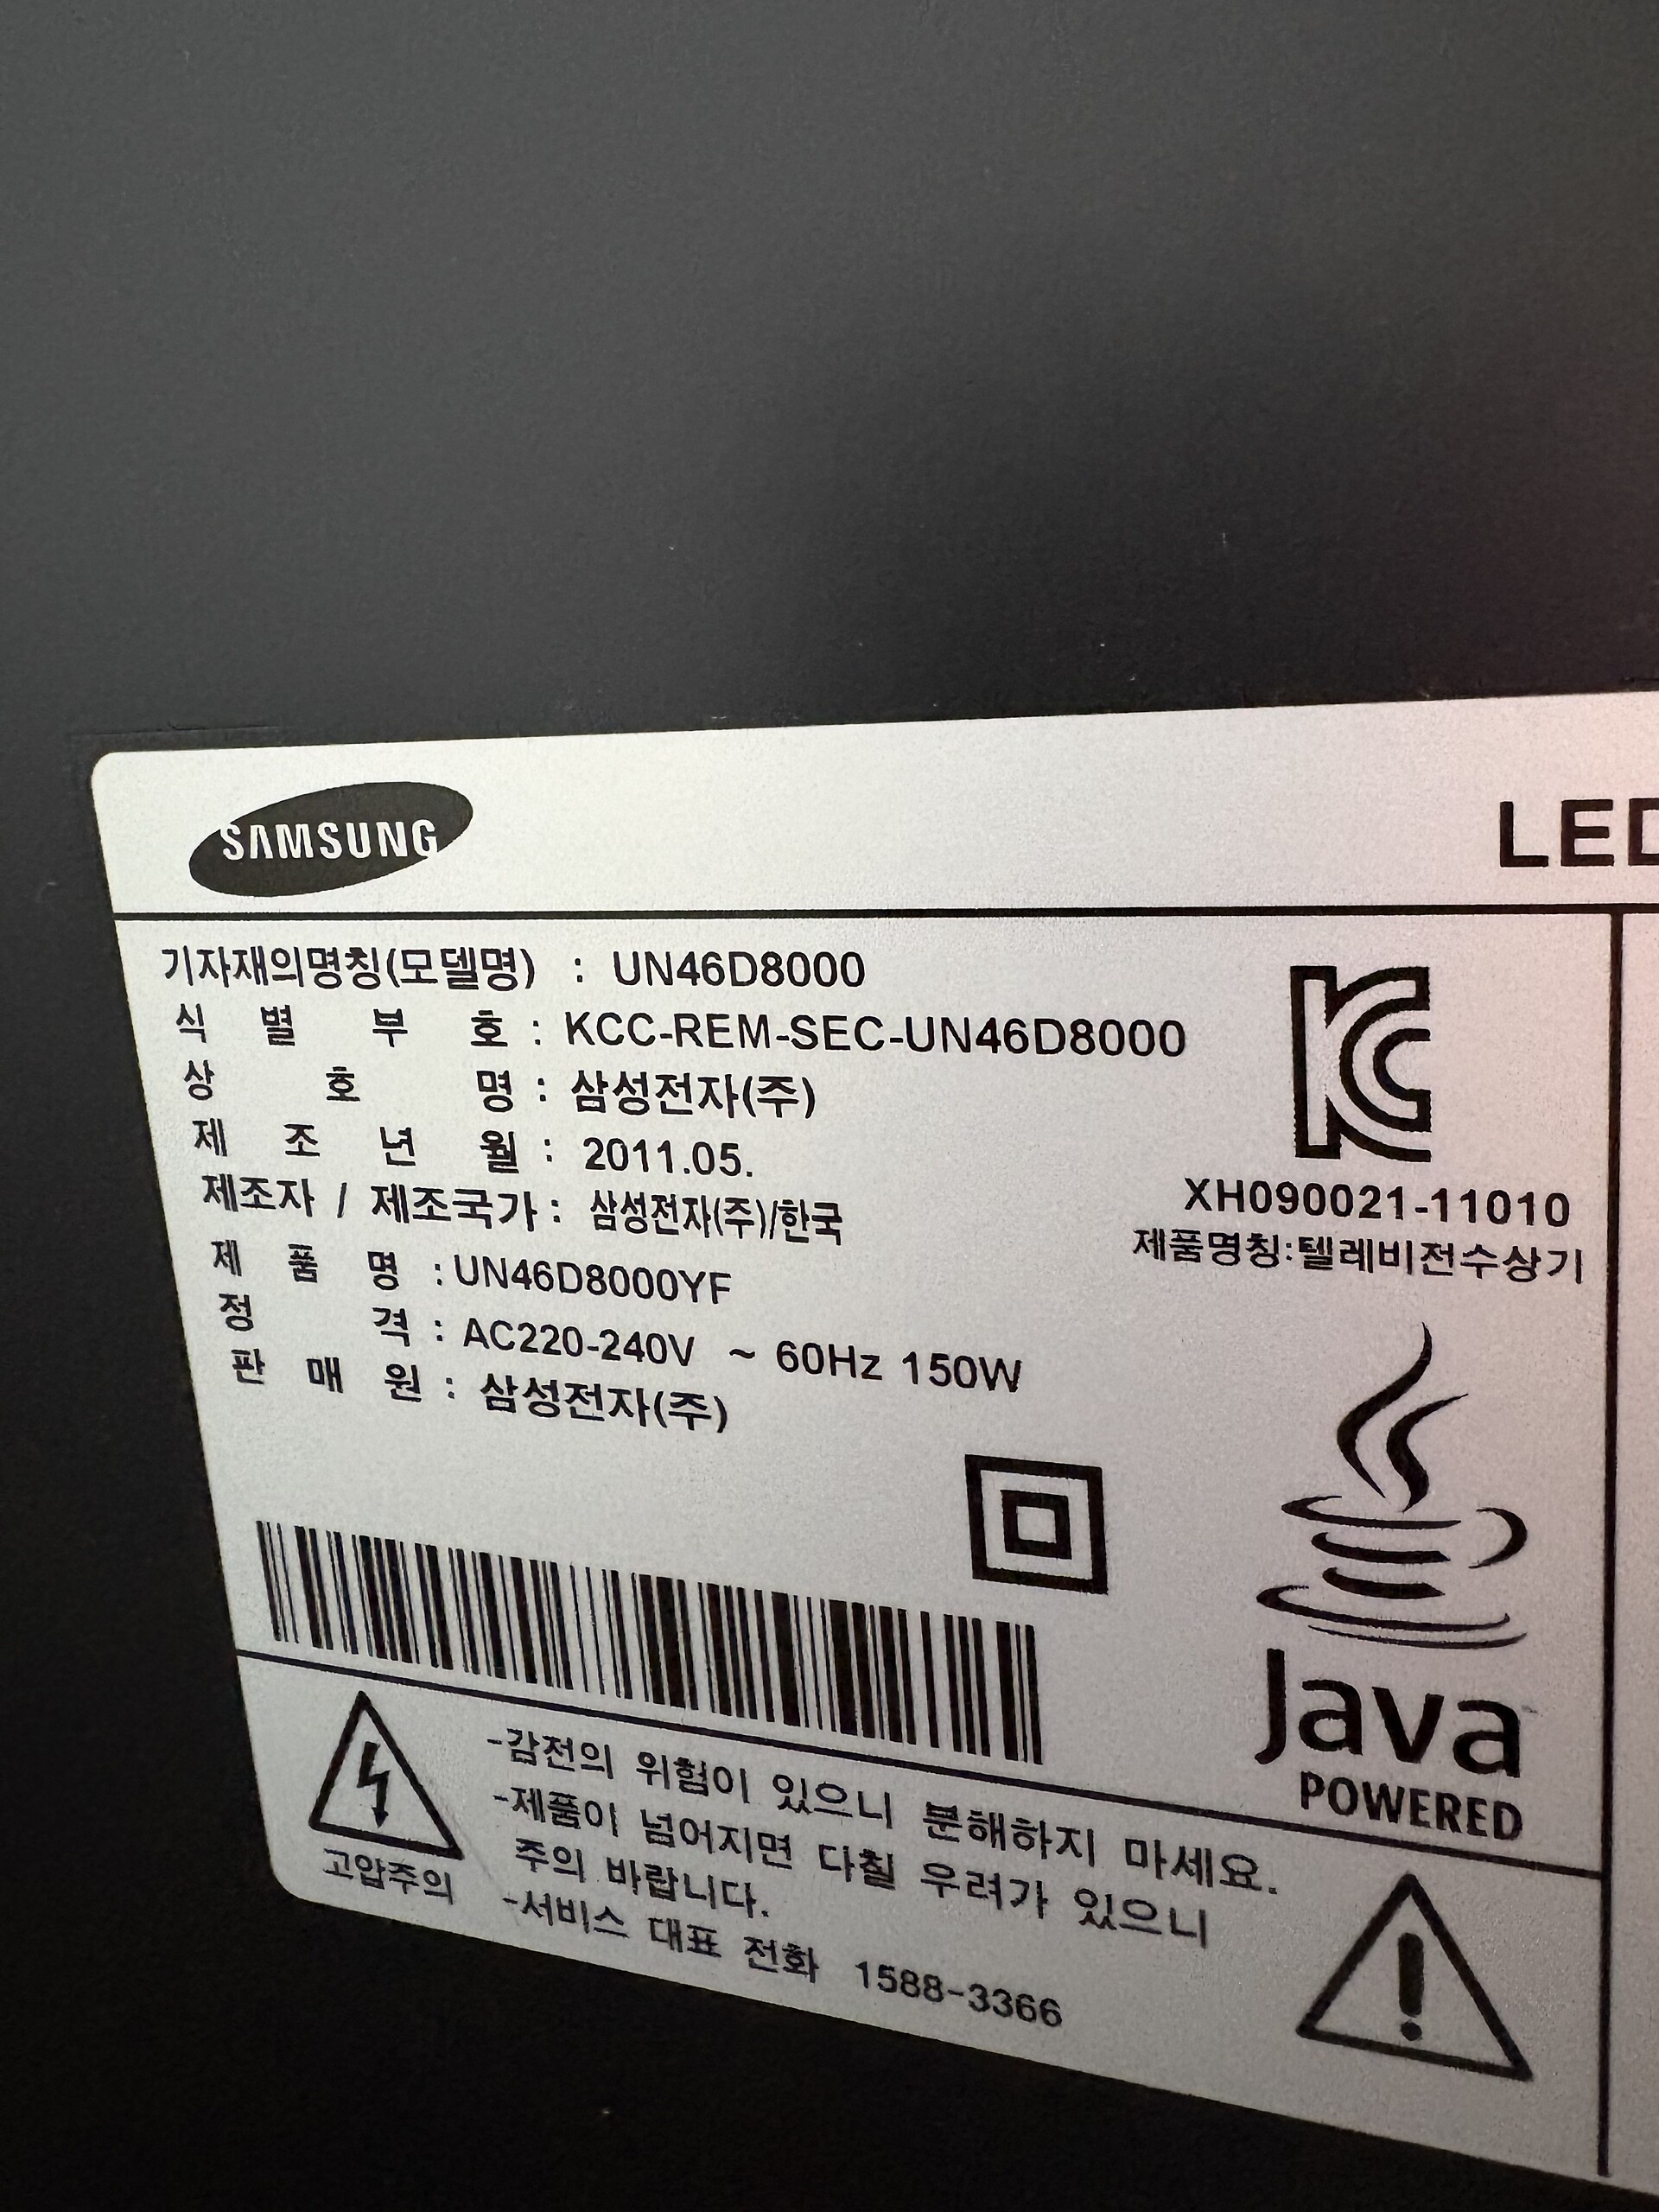 SAMSUNG
LED
기자재의명칭(모델명) : UN46D8000
식 별 부 호 : KCC-REM-SEC-UN46D8000
상 호 명 : 삼성전자(주)
제 조 년 월 : 2011.05.
제조자 / 제조국가 : 삼성전자(주)/한국
제 품 명 : UN46D8000YF
정 격 : AC220-240V ~ 60Hz 150W
판 매 원 : 삼성전자(주)
XH090021-11010
제품명칭:텔레비전수상기
Java
POWERED
고압주의
-감전의 위험이 있으니 분해하지 마세요.
-제품이 넘어지면 다칠 우려가 있으니
주의 바랍니다.
-서비스 대표 전화 1588-3366